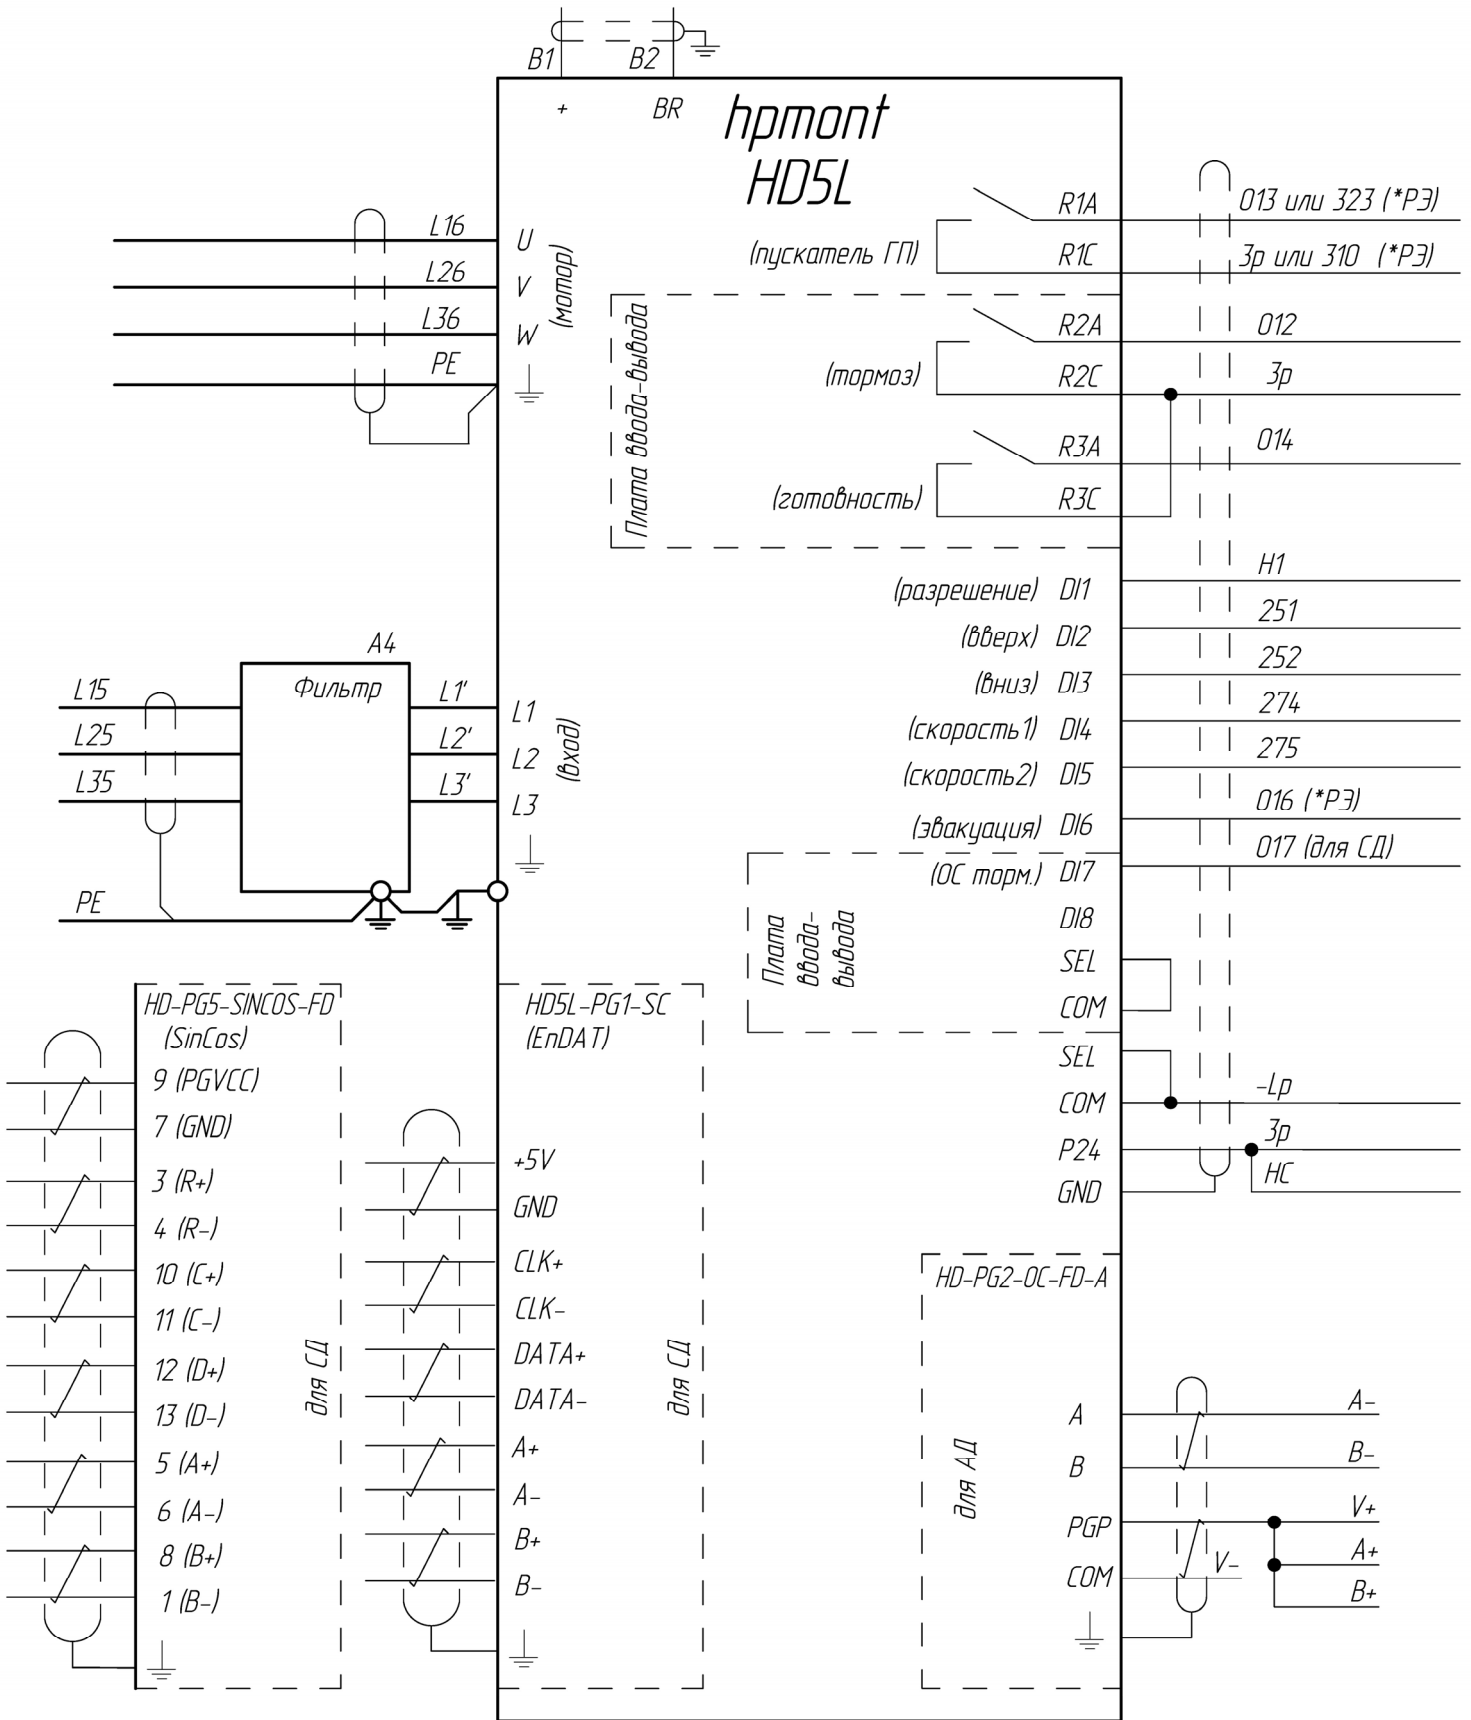 B1
B2
+
BR
hpmont
HD5L
L16
U
L26
V
L36
W
PE
(мотор)
R1A
013 или 323 (*РЭ)
(пускатель ГП)
R1C
3р или 310 (*РЭ)
Плата ввода-вывода
R2A
012
(тормоз)
R2C
3р
R3A
014
(готовность)
R3C
(разрешение) DI1
H1
(вверх) DI2
251
(вниз) DI3
252
(скорость1) DI4
274
(скорость2) DI5
275
(эвакуация) DI6
016 (*РЭ)
(ОС торм.) DI7
017 (для СД)
DI8
Плата
ввода-
вывода
SEL
COM
SEL
COM
-Lp
P24
3р
GND
НС
A4
Фильтр
L15
L1'
L1
L25
L2'
L2
L35
L3'
L3
(вход)
PE
HD-PG5-SINCOS-FD
(SinCos)
9 (PGVCC)
7 (GND)
3 (R+)
4 (R-)
10 (C+)
11 (C-)
12 (D+)
13 (D-)
5 (A+)
6 (A-)
8 (B+)
1 (B-)
для СД
HD5L-PG1-SC
(EnDAT)
+5V
GND
CLK+
CLK-
DATA+
DATA-
A+
A-
B+
B-
для СД
HD-PG2-OC-FD-A
для АД
A
A-
B
B-
PGP
V+
A+
COM
V-
B+